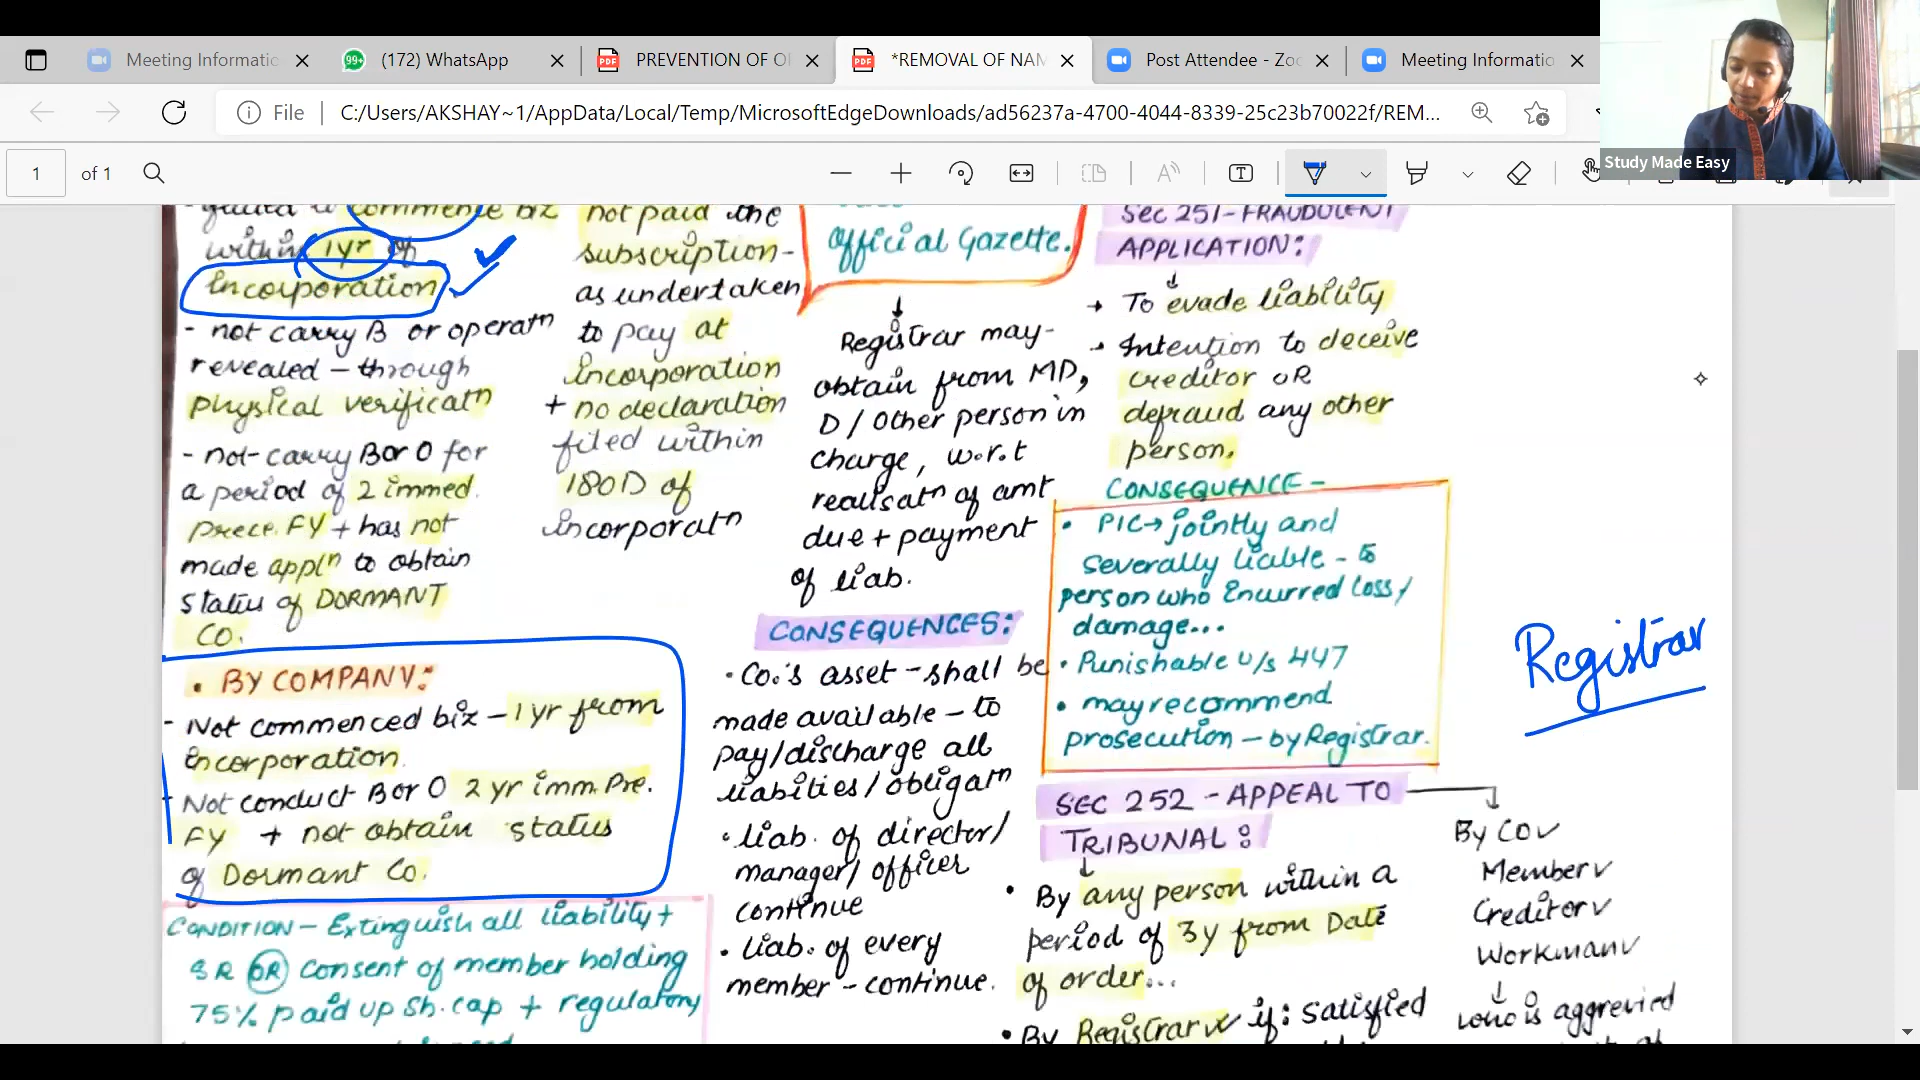 Meeting Informatio
99+
(172) WhatsApp
PDF
PREVENTION OF O
PDF
*REMOVAL OF NAM
Post Attendee - Zoo
Meeting Informatio
File
C:/Users/AKSHAY~1/AppData/Local/Temp/MicrosoftEdgeDownloads/ad56237a-4700-4044-8339-25c23b70022f/REM...
1
of 1
Study Made Easy
commence biz
within 1yr of
incorporation
- not carry B or operatn
revealed - through
physical verificatn
- not-carry B or O for
a period of 2 immed.
prece. FY + has not
made appln to obtain
status of DORMANT
CO.
• BY COMPANY:
- Not commenced biz - 1 yr from
incorporation.
- Not conduct B or O 2 yr imm. Pre.
FY + not obtain status
of Dormant Co.
CONDITION - Extinguish all liability +
SR OR consent of member holding
75% paid up sh. cap + regulatory
not paid the
subscription-
as undertaken
to pay at
incorporation
+ no declaration
filed within
180D of
incorporatn
Official Gazette.
Registrar may-
obtain from MD,
D/Other person in
charge, w.r.t
realisatn of amt
due + payment
of liab.
CONSEQUENCES:
• Co.'s asset - shall be
made available - to
pay/discharge all
liabities/obligatn
• liab. of director/
manager/officer
continue
• liab. of every
member - continue.
SEC 251- FRAUDULENT
APPLICATION:
→ To evade liability
→ Intention to deceive
creditor OR
defraud any other
person.
CONSEQUENCE -
• PIC→ jointly and
severally liable - to
person who incurred loss/
damage...
• Punishable u/s 447
• may recommend
prosecution - by Registrar.
SEC 252 - APPEAL TO
TRIBUNAL:
• By any person within a
period of 3y from Date
of order...
• By Registrar if: satisfied
By Co
Member
Creditor
Workman
who is aggrevied
Registrar